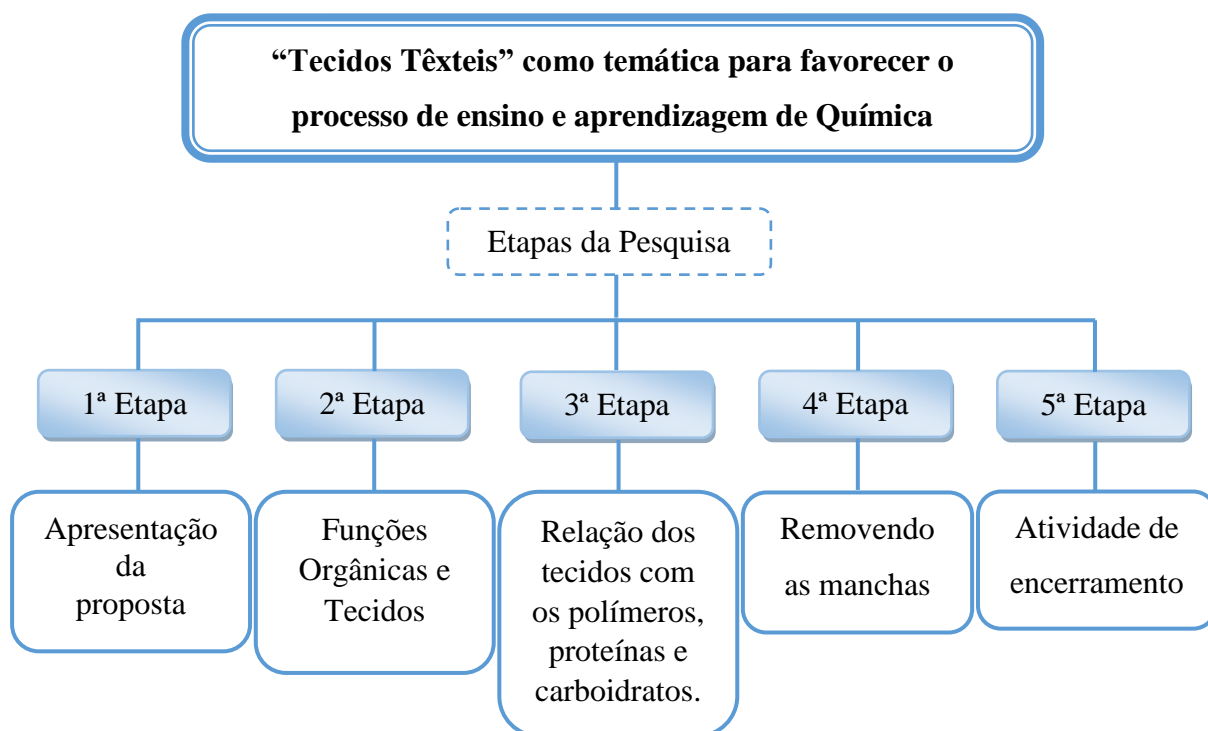 “Tecidos Têxteis” como temática para favorecer o
processo de ensino e aprendizagem de Química
Etapas da Pesquisa
1ª Etapa
2ª Etapa
3ª Etapa
4ª Etapa
5ª Etapa
Apresentação
da
proposta
Funções
Orgânicas e
Tecidos
Relação dos
tecidos com
os polímeros,
proteínas e
carboidratos.
Removendo
as manchas
Atividade de
encerramento